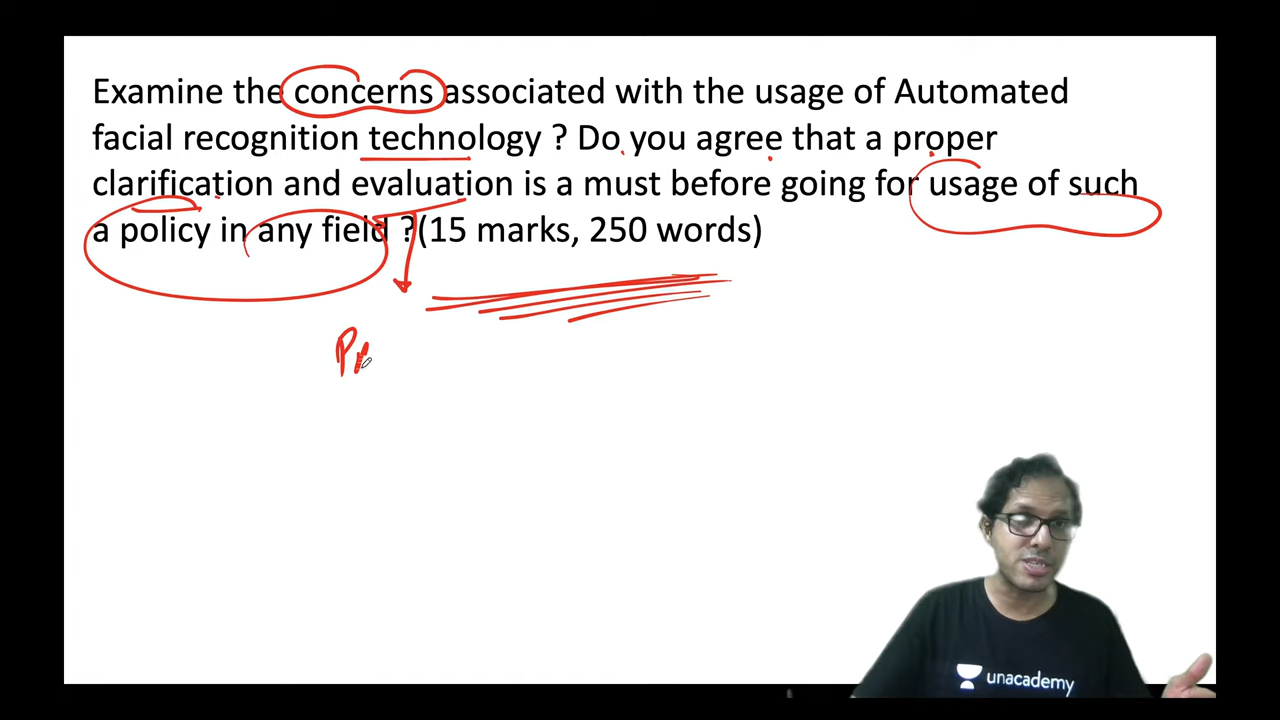 Examine the concerns associated with the usage of Automated
facial recognition technology ? Do you agree that a proper
clarification and evaluation is a must before going for usage of such
a policy in any field ?(15 marks, 250 words)
Pr
unacademy